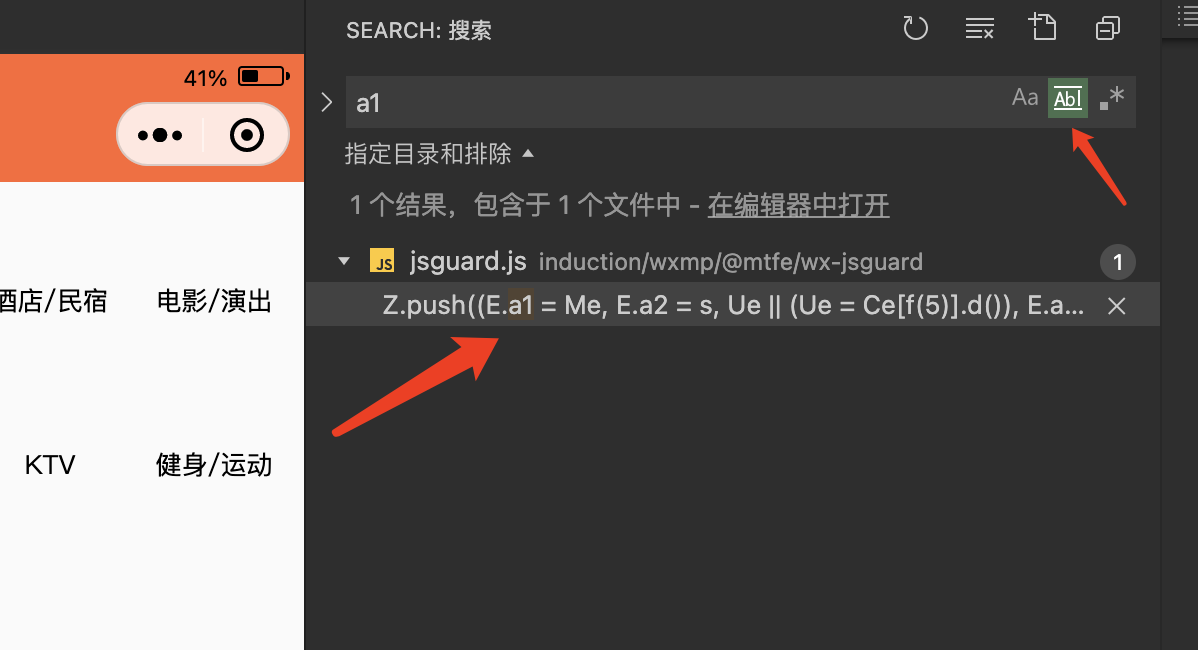 SEARCH: 搜索
41%
a1
Aa
Abl
.*
指定目录和排除
1 个结果，包含于 1 个文件中 - 在编辑器中打开
JS jsguard.js induction/wxmp/@mtfe/wx-jsguard 1
Z.push((E.a1 = Me, E.a2 = s, Ue || (Ue = Ce[f(5)].d()), E.a...
酒店/民宿 电影/演出
KTV 健身/运动